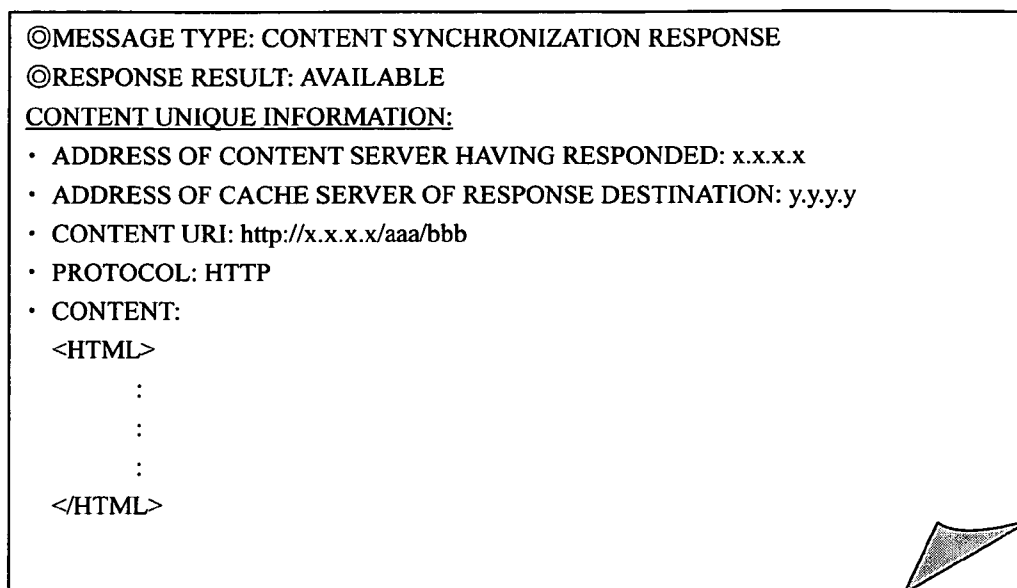 ◎MESSAGE TYPE: CONTENT SYNCHRONIZATION RESPONSE
◎RESPONSE RESULT: AVAILABLE
CONTENT UNIQUE INFORMATION:
・ADDRESS OF CONTENT SERVER HAVING RESPONDED: x.x.x.x
・ADDRESS OF CACHE SERVER OF RESPONSE DESTINATION: y.y.y.y
・CONTENT URI: http://x.x.x.x/aaa/bbb
・PROTOCOL: HTTP
・CONTENT:
<HTML>
:
:
:
</HTML>